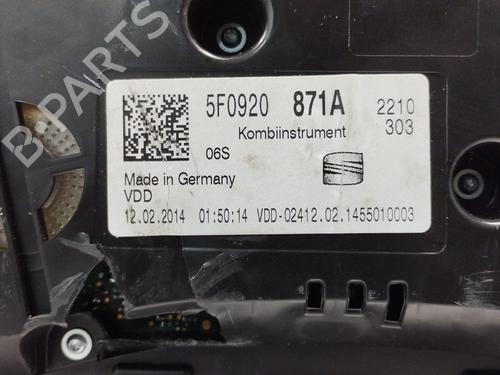 B-PARTS
5F0920 871A 2210
303
Kombiinstrument
06S
Made in Germany
VDD
12.02.2014 01:50:14 VDD-02412.02.1455010003